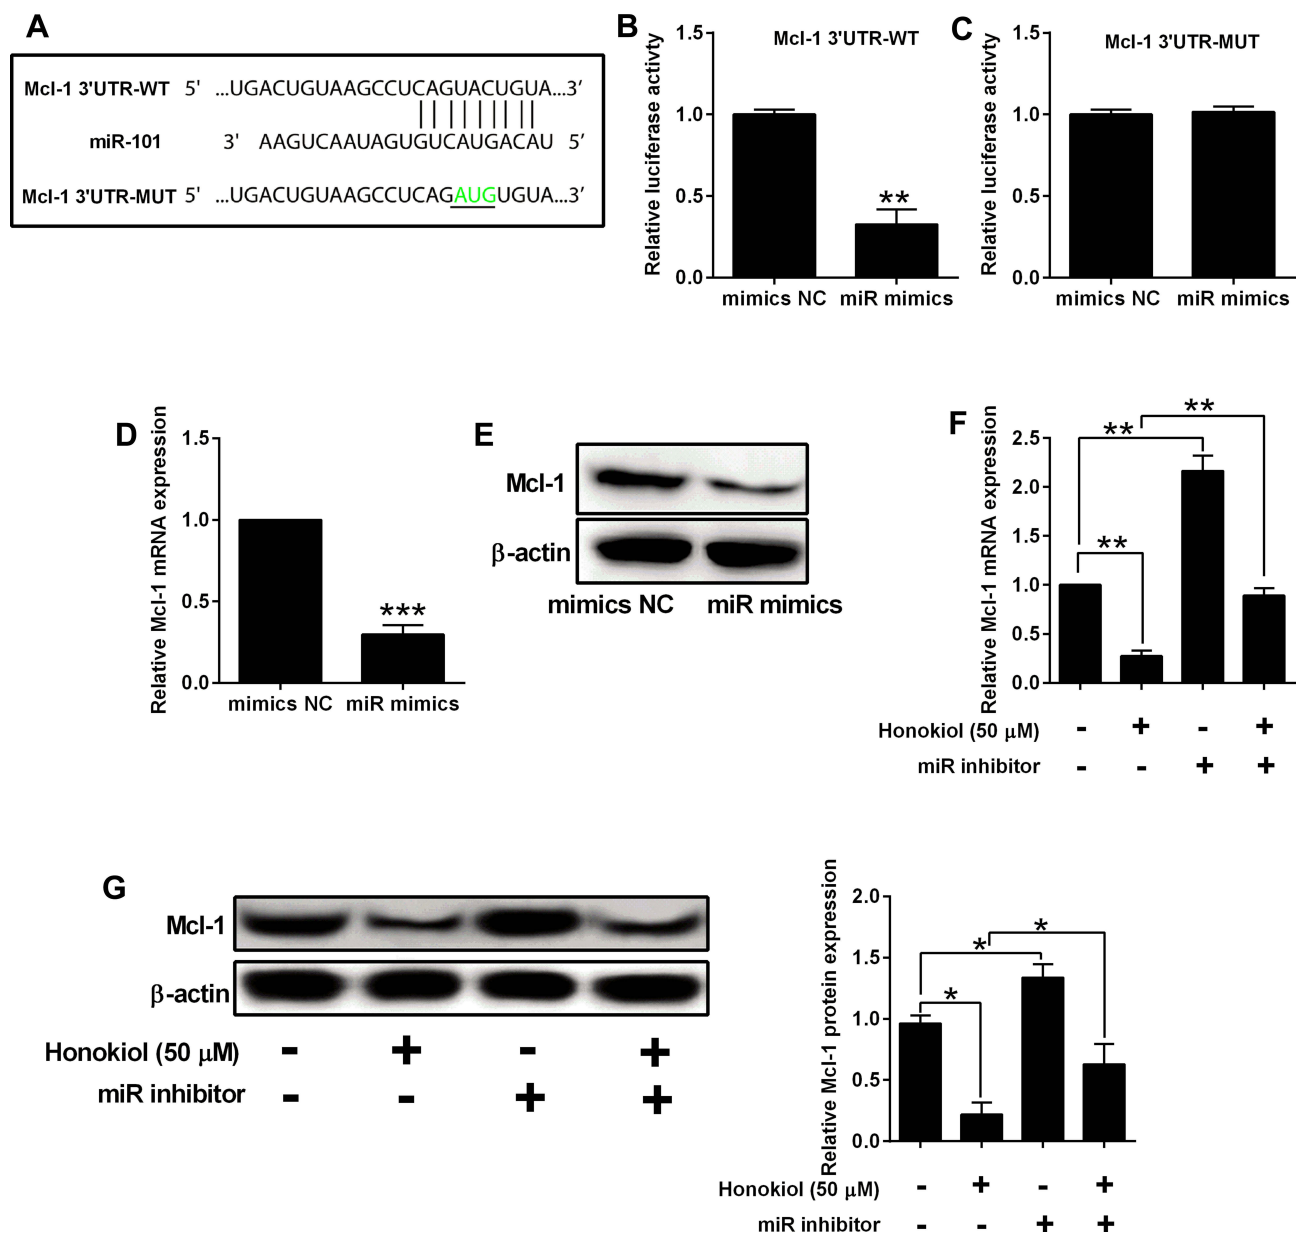 A
Mcl-1 3'UTR-WT 5' ...UGACUGUAAGCCUCAGUACUGUA...3'
miR-101 3' AAGUCAAUAGUGUCAUGACAU 5'
Mcl-1 3'UTR-MUT 5' ...UGACUGUAAGCCUCAGAUGUGUA...3'
B
Mcl-1 3'UTR-WT
Relative luciferase activty
1.5
1.0
0.5
0.0
**
mimics NC miR mimics
C
Mcl-1 3'UTR-MUT
Relative luciferase activty
1.5
1.0
0.5
0.0
mimics NC miR mimics
D
Relative Mcl-1 mRNA expression
1.5
1.0
0.5
0.0
***
mimics NC miR mimics
E
Mcl-1
β-actin
mimics NC miR mimics
F
Relative Mcl-1 mRNA expression
2.5
2.0
1.5
1.0
0.5
0.0
**
**
**
Honokiol (50 μM) - + - +
miR inhibitor - - + +
G
Mcl-1
β-actin
Honokiol (50 μM) - + - +
miR inhibitor - - + +
Relative Mcl-1 protein expression
2.0
1.5
1.0
0.5
0.0
*
*
*
Honokiol (50 μM) - + - +
miR inhibitor - - + +